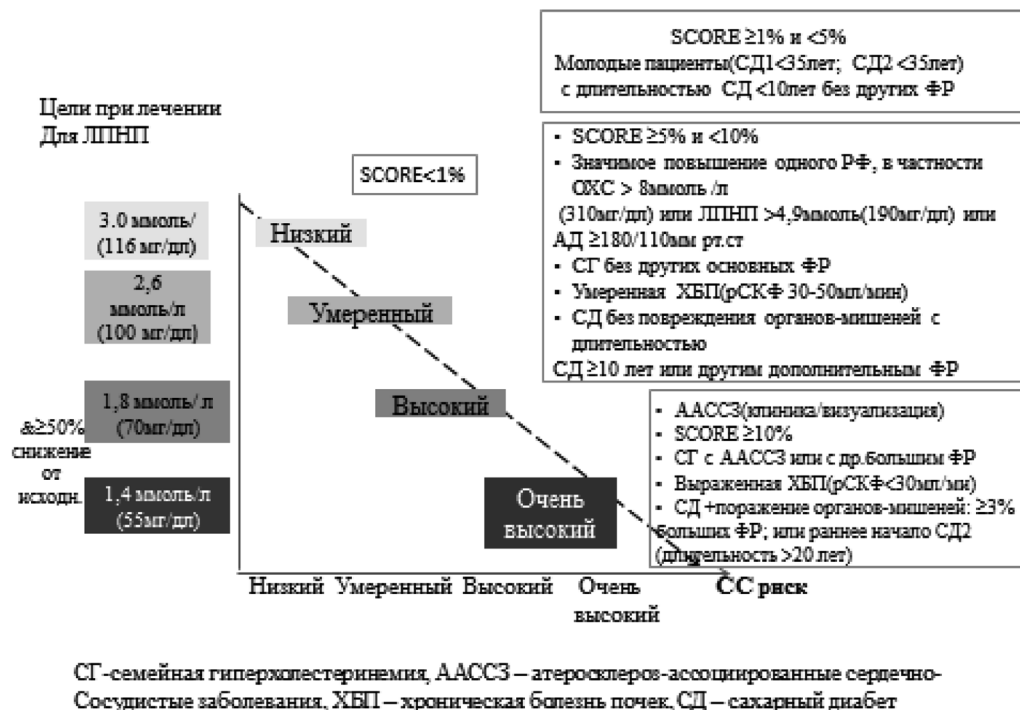 SCORE ≥1% и <5%
Молодые пациенты(СД1<35лет; СД2 <35лет)
с длительностью СД <10лет без других ФР
Цели при лечении
Для ЛПНП
SCORE<1%
▪ SCORE ≥5% и <10%
▪ Значимое повышение одного РФ, в частности
ОХС > 8ммоль /л
(310мг/дл) или ЛПНП >4,9ммоль(190мг/дл) или
АД ≥180/110мм рт.ст
▪ СГ без других основных ФР
▪ Умеренная ХБП(рСКФ 30-50мл/мин)
▪ СД без повреждения органов-мишеней с
длительностью
СД ≥10 лет или другим дополнительным ФР
3.0 ммоль/
(116 мг/дл)
Низкий
2,6
ммоль/л
(100 мг/дл)
Умеренный
1,8 ммоль/ л
(70мг/дл)
Высокий
&≥50%
снижение
от
исходн.
1,4 ммоль/л
(55мг/дл)
Очень
высокий
▪ ААССЗ(клиника/визуализация)
▪ SCORE ≥10%
▪ СГ с ААССЗ или с др.большим ФР
▪ Выраженная ХБП(рСКФ<30мл/ми)
▪ СД +поражение органов-мишеней: ≥3%
больших ФР; или раннее начало СД2
(длительность >20 лет)
Низкий Умеренный Высокий Очень высокий СС риск
СГ-семейная гиперхолестеринемия, ААССЗ – атеросклероз-ассоциированные сердечно-
Сосудистые заболевания, ХБП – хроническая болезнь почек, СД – сахарный диабет